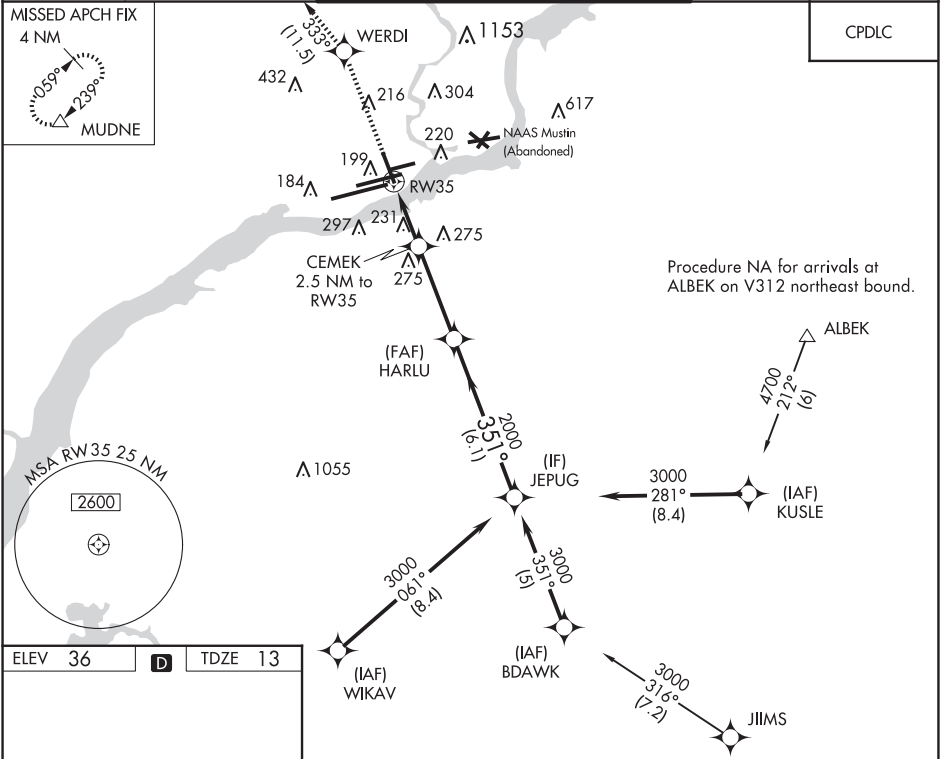 MISSED APCH FIX
4 NM
059°
239°
MUDNE
333°
(11.5)
WERDI
1153
CPDLC
432
216
304
617
220
NAAS Mustin
(Abandoned)
199
184
RW35
297
231
275
CEMEK
2.5 NM to
RW35
275
Procedure NA for arrivals at
ALBEK on V312 northeast bound.
ALBEK
(FAF)
HARLU
4700
212°
(6)
2000
351°
(6.1)
MSA RW35 25 NM
2600
1055
(IF)
JEPUG
3000
281°
(8.4)
(IAF)
KUSLE
3000
061°
(8.4)
3000
351°
(5)
(IAF)
WIKAV
(IAF)
BDAWK
3000
316°
(7.2)
JIIMS
ELEV 36
D
TDZE 13